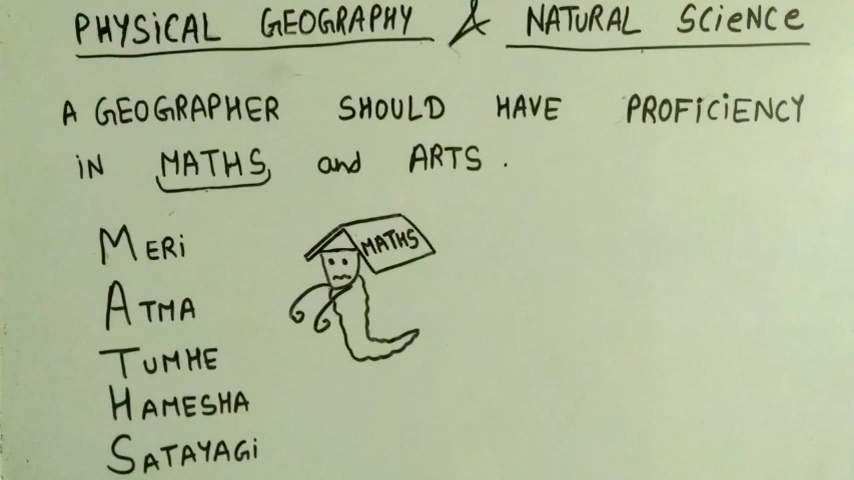 PHYSiCAL GEOGRAPHY & NATURAL SCieNCe
A GEOGRAPHER SHOULD HAVE PROFiCiENCY
iN MATHS and ARTS.
MERi
MATHS
ATMA
TUMHE
HAMESHA
SATAYAGi